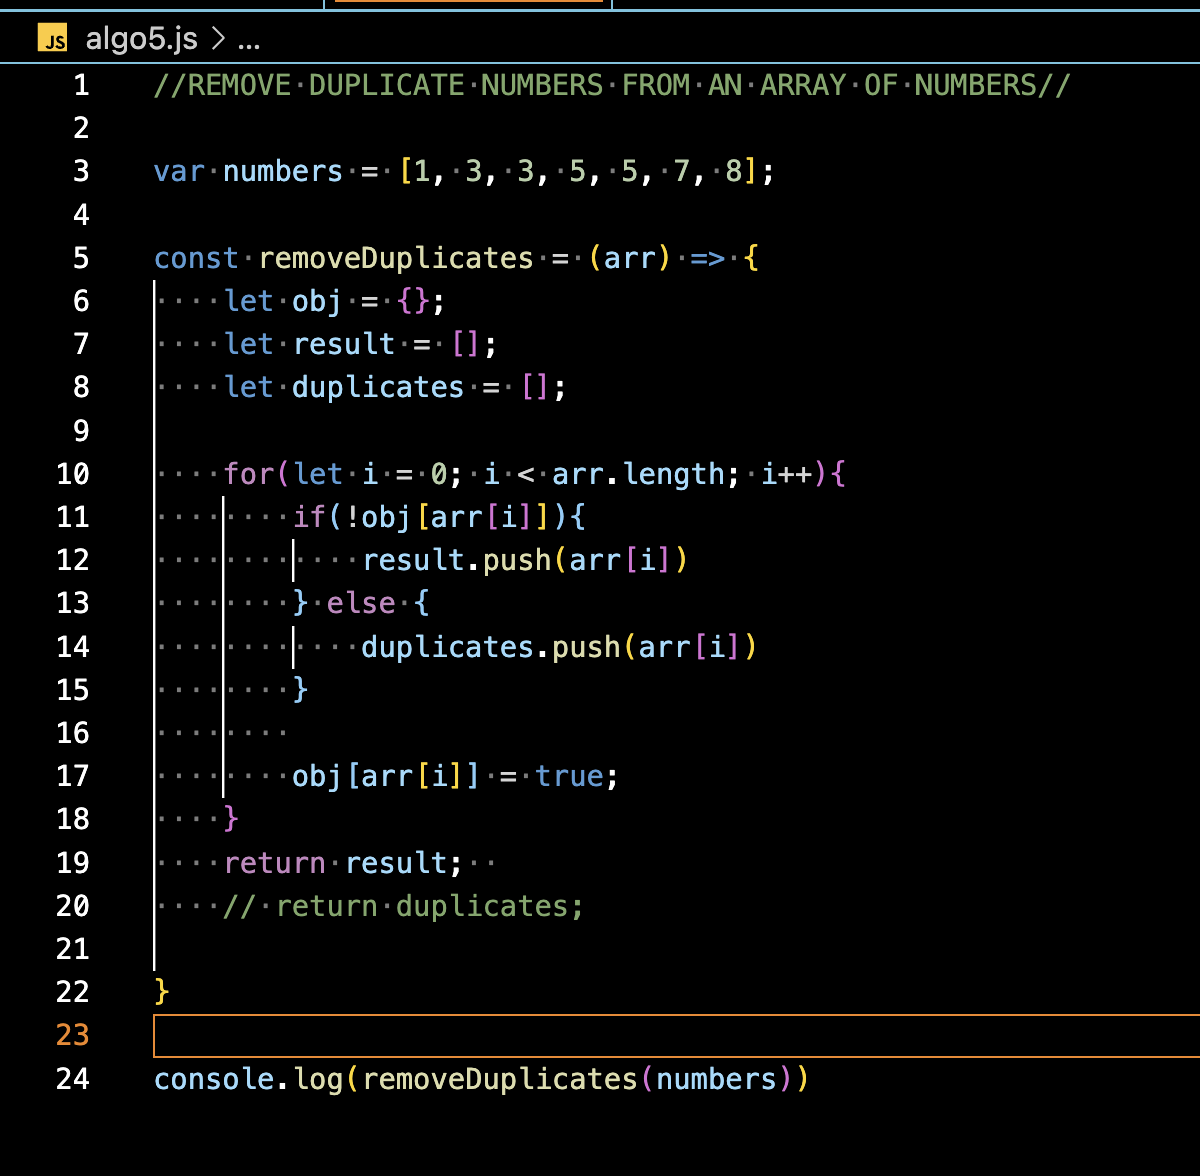 JS algo5.js > ...
1 //REMOVE DUPLICATE NUMBERS FROM AN ARRAY OF NUMBERS//
2
3 var numbers = [1, 3, 3, 5, 5, 7, 8];
4
5 const removeDuplicates = (arr) => {
6     let obj = {};
7     let result = [];
8     let duplicates = [];
9
10     for(let i = 0; i < arr.length; i++){
11         if(!obj[arr[i]]){
12             result.push(arr[i])
13         } else {
14             duplicates.push(arr[i])
15         }
16
17         obj[arr[i]] = true;
18     }
19     return result;
20     // return duplicates;
21
22 }
23
24 console.log(removeDuplicates(numbers))